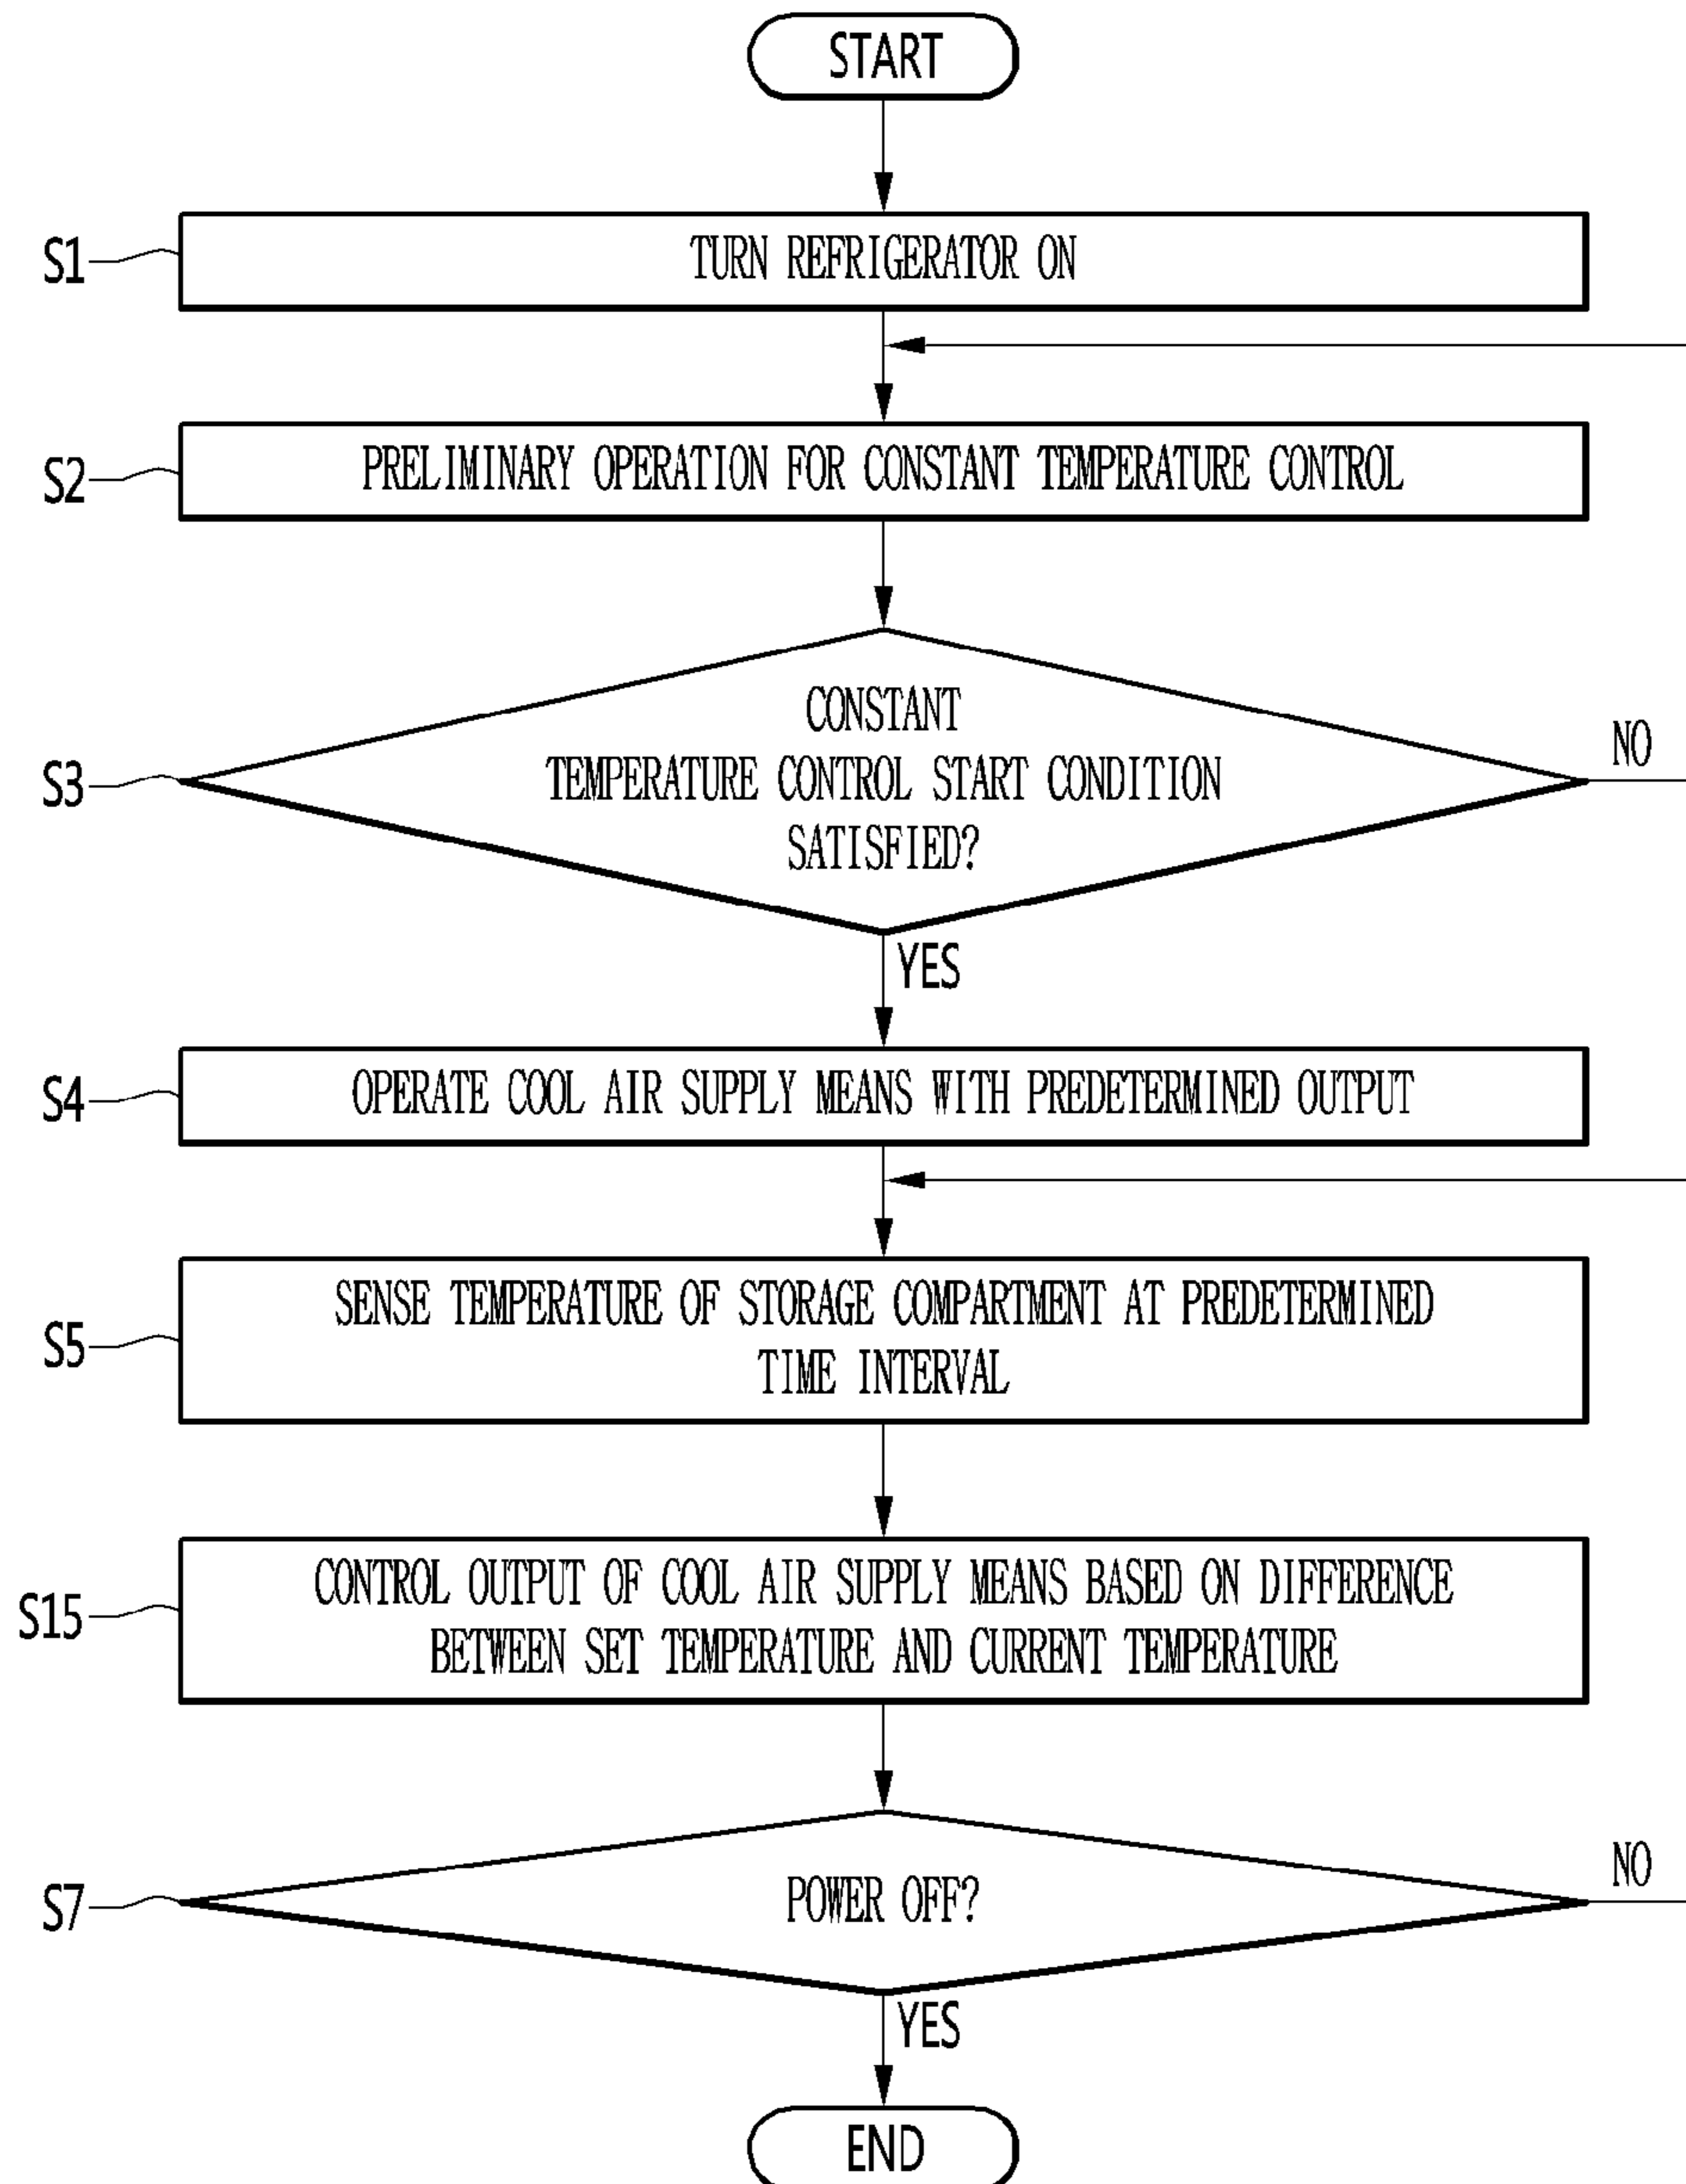 START
S1
TURN REFRIGERATOR ON
S2
PRELIMINARY OPERATION FOR CONSTANT TEMPERATURE CONTROL
S3
CONSTANT
TEMPERATURE CONTROL START CONDITION
SATISFIED?
NO
YES
S4
OPERATE COOL AIR SUPPLY MEANS WITH PREDETERMINED OUTPUT
S5
SENSE TEMPERATURE OF STORAGE COMPARTMENT AT PREDETERMINED
TIME INTERVAL
S15
CONTROL OUTPUT OF COOL AIR SUPPLY MEANS BASED ON DIFFERENCE
BETWEEN SET TEMPERATURE AND CURRENT TEMPERATURE
S7
POWER OFF?
NO
YES
END